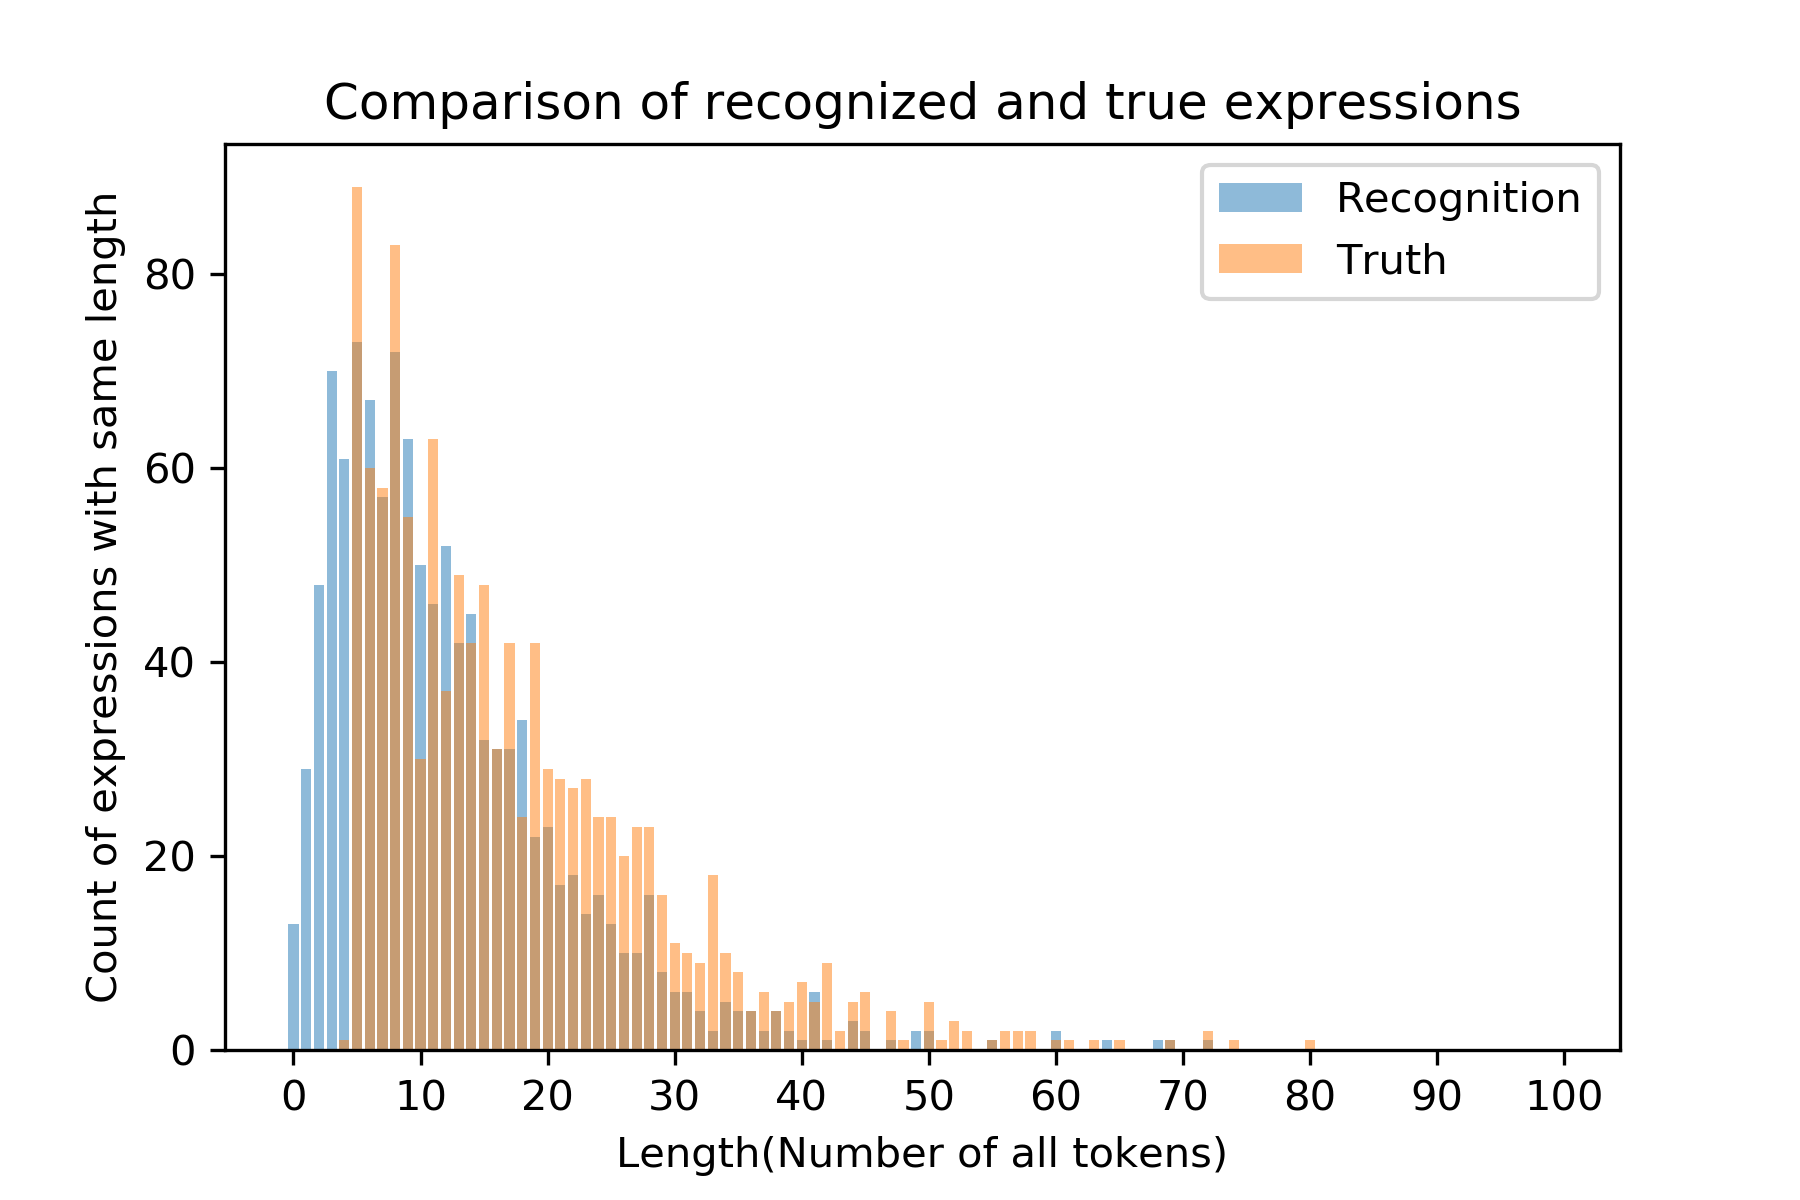 Comparison of recognized and true expressions
Recognition
Truth
Count of expressions with same length
80
60
40
20
0
0 10 20 30 40 50 60 70 80 90 100
Length(Number of all tokens)